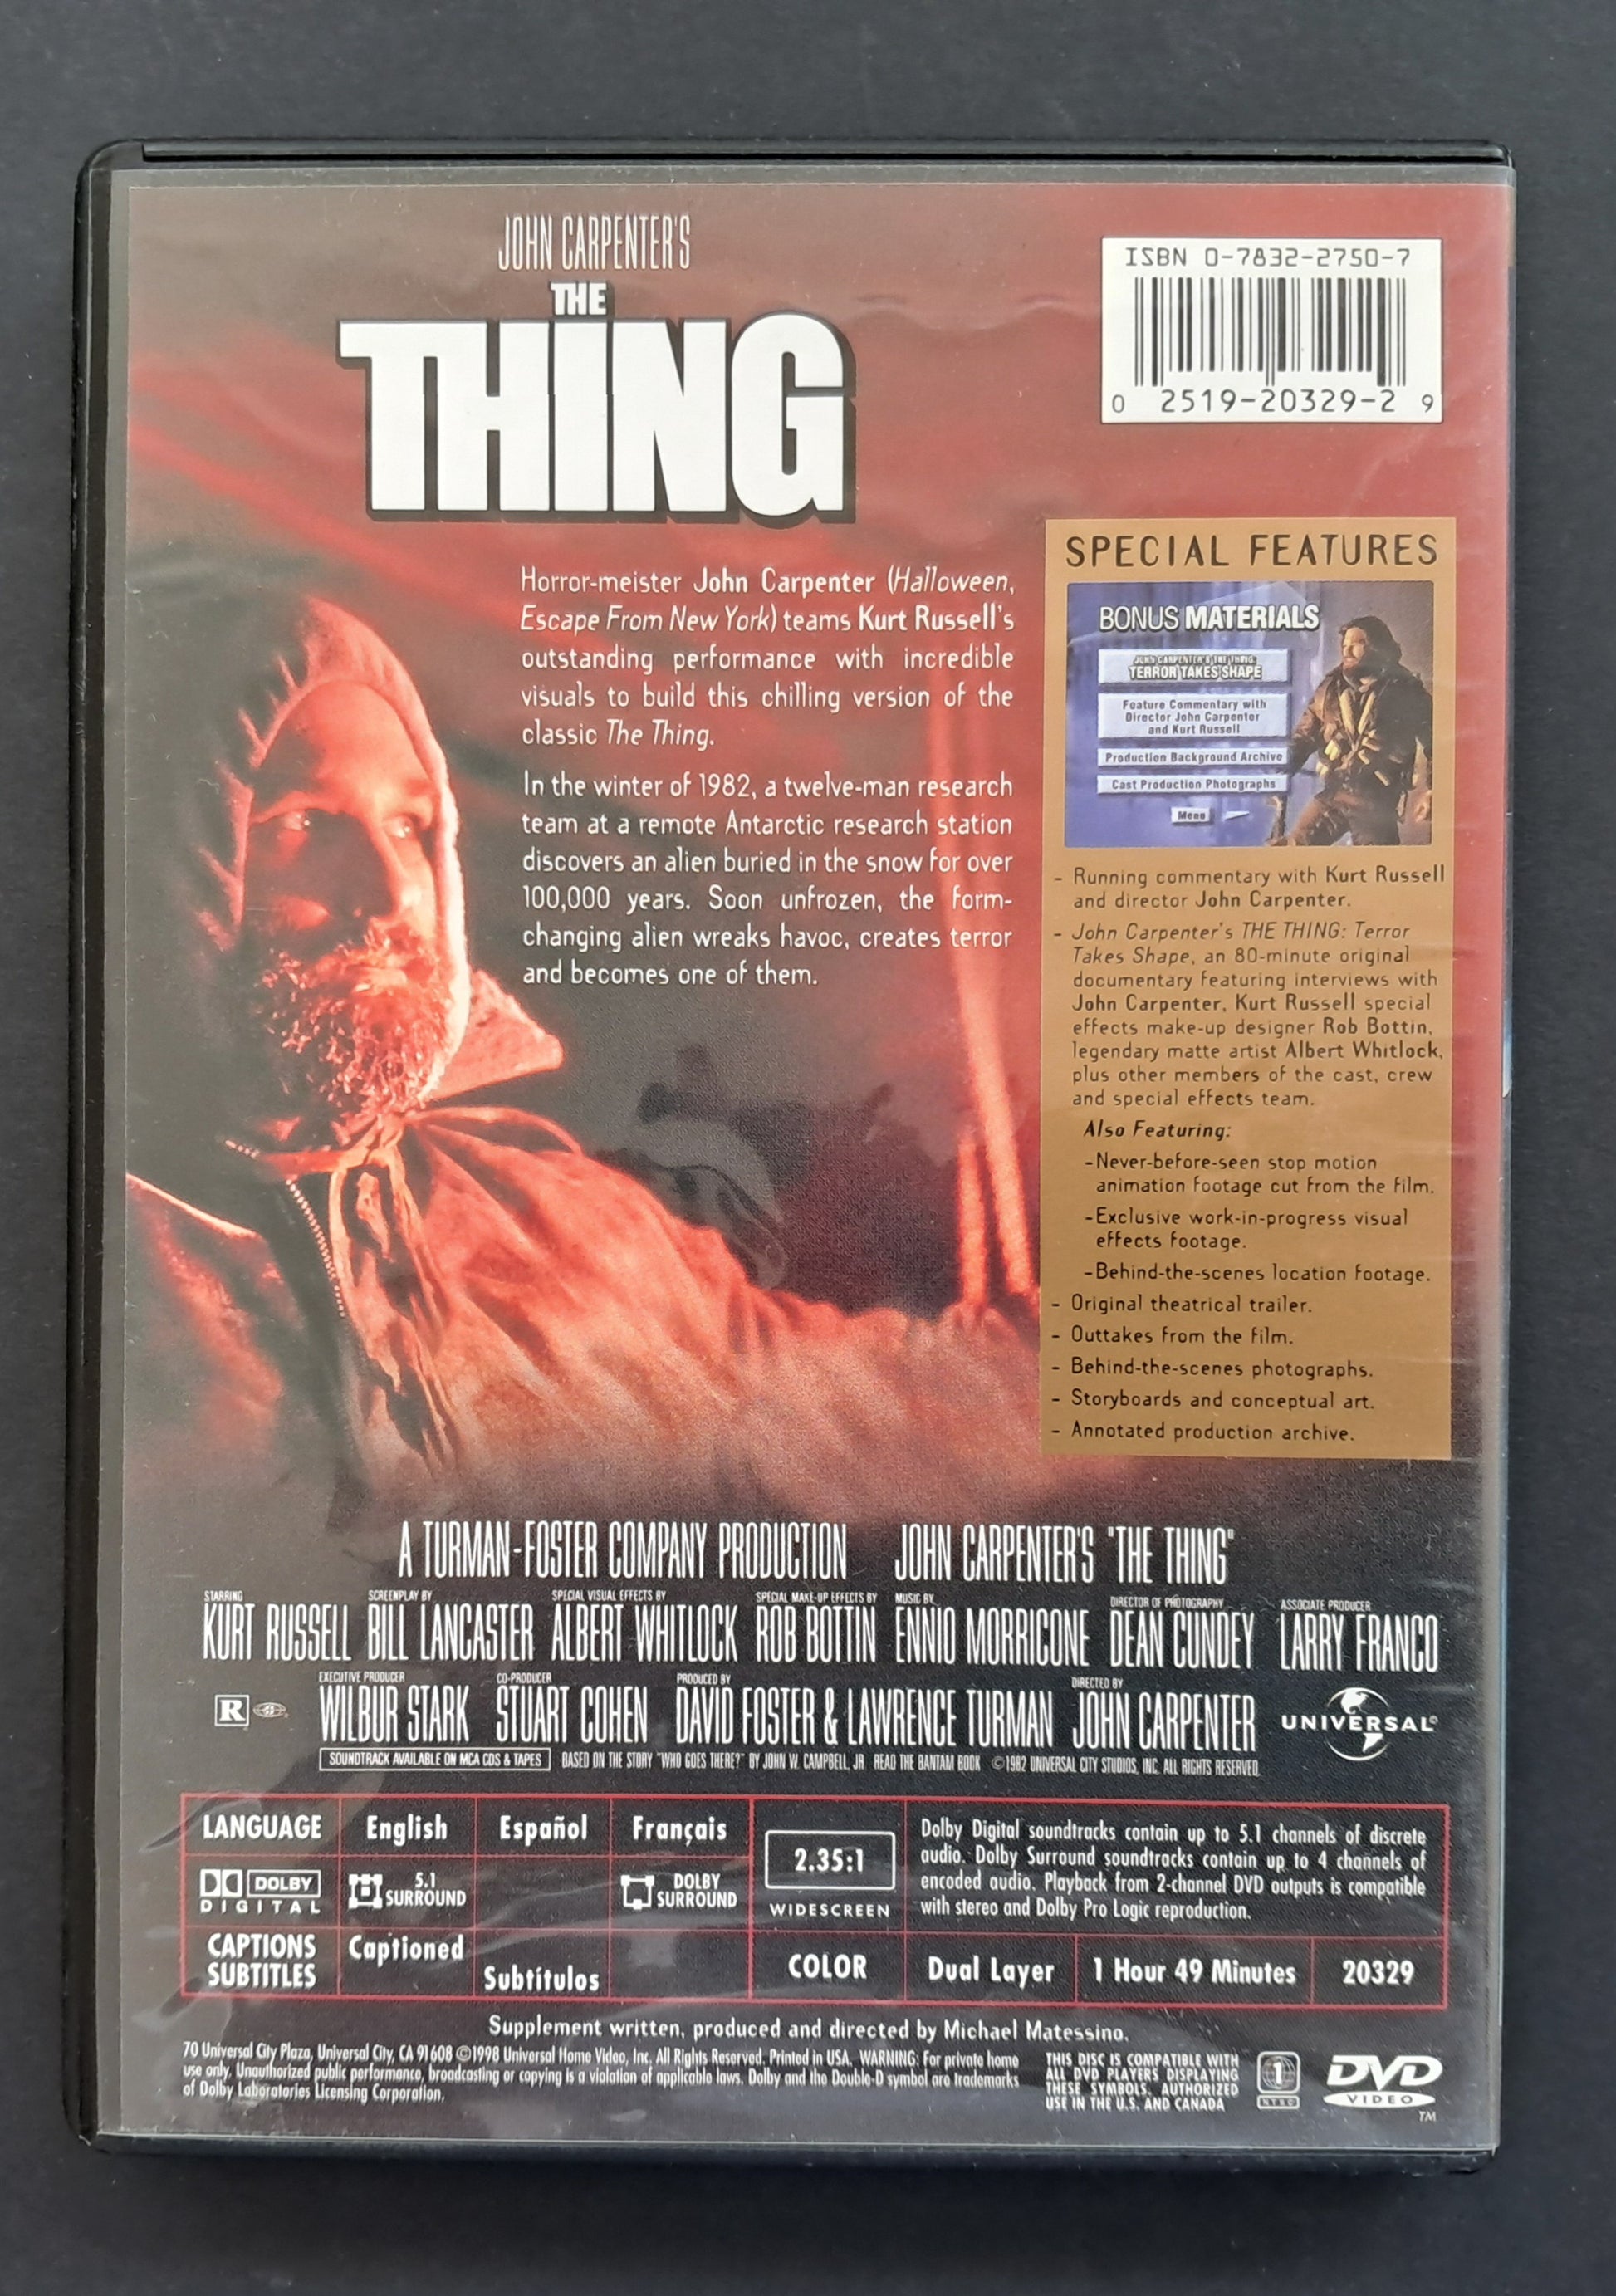 JOHN CARPENTER'S
THE
THING
ISBN 0-7832-2750-7
0 2519-20329-2 9
Horror-meister John Carpenter (Halloween,
Escape From New York) teams Kurt Russell's
outstanding performance with incredible
visuals to build this chilling version of the
classic The Thing.
In the winter of 1982, a twelve-man research
team at a remote Antarctic research station
discovers an alien buried in the snow for over
100,000 years. Soon unfrozen, the form-
changing alien wreaks havoc, creates terror
and becomes one of them.
SPECIAL FEATURES
BONUS MATERIALS
JOHN CARPENTER'S THE THING:
TERROR TAKES SHAPE
Feature Commentary with
Director John Carpenter
and Kurt Russell
Production Background Archive
Cast Production Photographs
Menu
- Running commentary with Kurt Russell
and director John Carpenter.
- John Carpenter's THE THING: Terror
Takes Shape, an 80-minute original
documentary featuring interviews with
John Carpenter, Kurt Russell special
effects make-up designer Rob Bottin,
legendary matte artist Albert Whitlock,
plus other members of the cast, crew
and special effects team.
Also Featuring:
-Never-before-seen stop motion
animation footage cut from the film.
-Exclusive work-in-progress visual
effects footage.
-Behind-the-scenes location footage.
- Original theatrical trailer.
- Outtakes from the film.
- Behind-the-scenes photographs.
- Storyboards and conceptual art.
- Annotated production archive.
A TURMAN-FOSTER COMPANY PRODUCTION JOHN CARPENTER'S "THE THING"
STARRING SCREENPLAY BY SPECIAL VISUAL EFFECTS BY SPECIAL MAKE-UP EFFECTS BY MUSIC BY DIRECTOR OF PHOTOGRAPHY ASSOCIATE PRODUCER
KURT RUSSELL BILL LANCASTER ALBERT WHITLOCK ROB BOTTIN ENNIO MORRICONE DEAN CUNDEY LARRY FRANCO
EXECUTIVE PRODUCER CO-PRODUCER PRODUCED BY DIRECTED BY
R WILBUR STARK STUART COHEN DAVID FOSTER & LAWRENCE TURMAN JOHN CARPENTER UNIVERSAL®
SOUNDTRACK AVAILABLE ON MCA CDS & TAPES BASED ON THE STORY "WHO GOES THERE?" BY JOHN W. CAMPBELL, JR. READ THE BANTAM BOOK ©1982 UNIVERSAL CITY STUDIOS, INC. ALL RIGHTS RESERVED.
LANGUAGE English Español Français
DOLBY DIGITAL 5.1 SURROUND DOLBY SURROUND
CAPTIONS SUBTITLES Captioned Subtítulos
2.35:1
WIDESCREEN
COLOR
Dolby Digital soundtracks contain up to 5.1 channels of discrete
audio. Dolby Surround soundtracks contain up to 4 channels of
encoded audio. Playback from 2-channel DVD outputs is compatible
with stereo and Dolby Pro Logic reproduction.
Dual Layer 1 Hour 49 Minutes 20329
Supplement written, produced and directed by Michael Matessino.
70 Universal City Plaza, Universal City, CA 91608 ©1998 Universal Home Video, Inc. All Rights Reserved. Printed in USA. WARNING: For private home
use only. Unauthorized public performance, broadcasting or copying is a violation of applicable laws. Dolby and the Double-D symbol are trademarks
of Dolby Laboratories Licensing Corporation.
THIS DISC IS COMPATIBLE WITH
ALL DVD PLAYERS DISPLAYING
THESE SYMBOLS. AUTHORIZED
USE IN THE U.S. AND CANADA
1
NTSC
DVD
VIDEO
TM